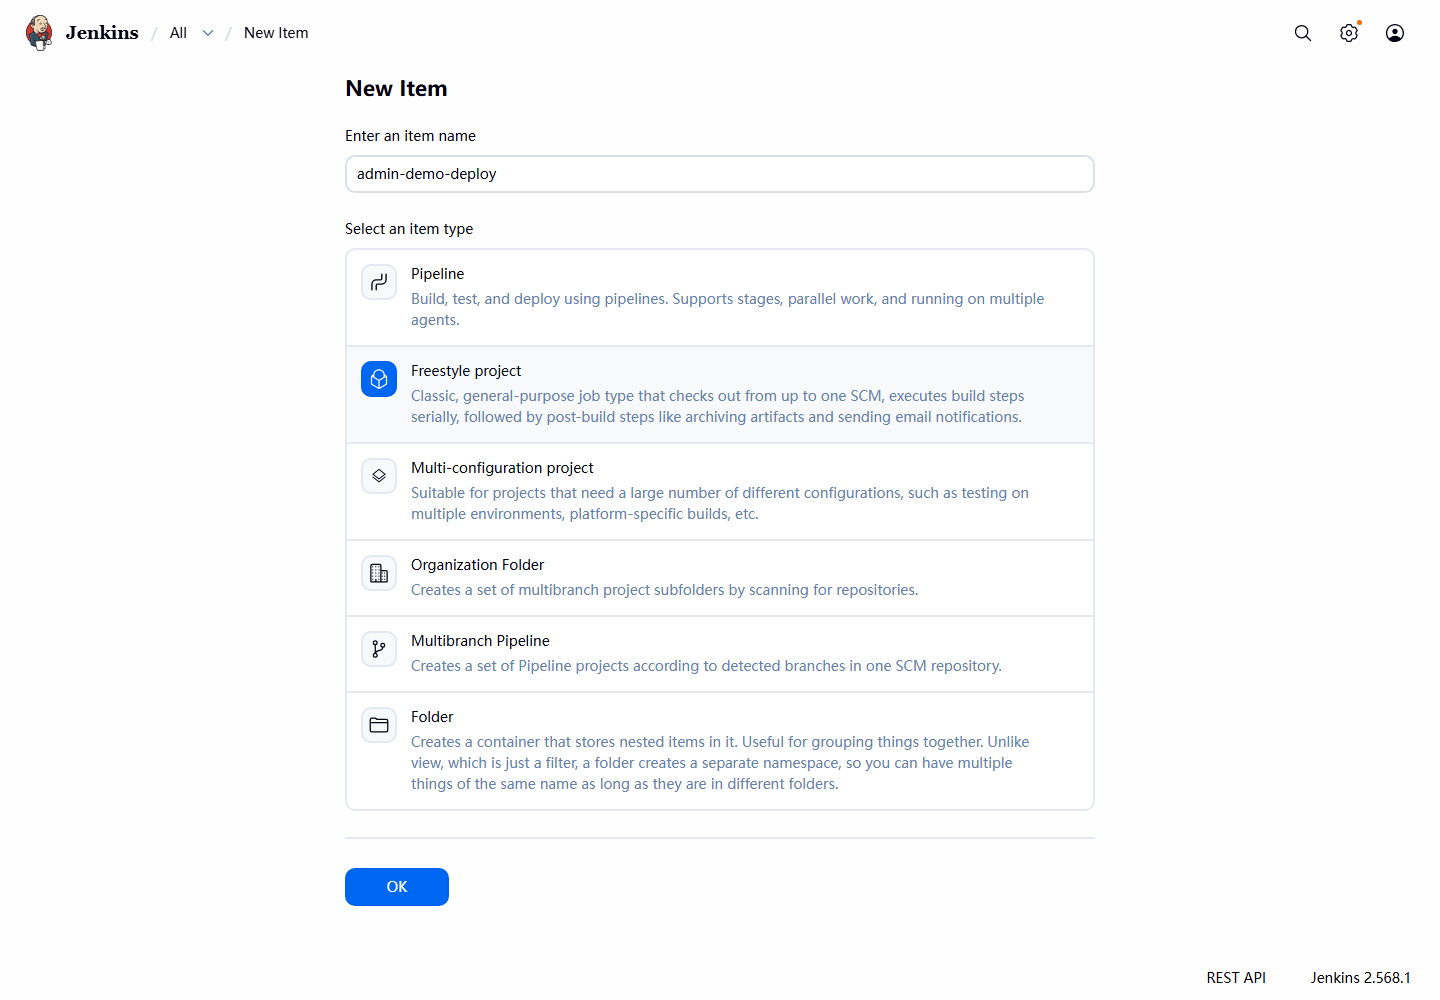 Jenkins / All / New Item
New Item
Enter an item name
admin-demo-deploy
Select an item type
Pipeline
Build, test, and deploy using pipelines. Supports stages, parallel work, and running on multiple
agents.
Freestyle project
Classic, general-purpose job type that checks out from up to one SCM, executes build steps
serially, followed by post-build steps like archiving artifacts and sending email notifications.
Multi-configuration project
Suitable for projects that need a large number of different configurations, such as testing on
multiple environments, platform-specific builds, etc.
Organization Folder
Creates a set of multibranch project subfolders by scanning for repositories.
Multibranch Pipeline
Creates a set of Pipeline projects according to detected branches in one SCM repository.
Folder
Creates a container that stores nested items in it. Useful for grouping things together. Unlike
view, which is just a filter, a folder creates a separate namespace, so you can have multiple
things of the same name as long as they are in different folders.
OK
REST API Jenkins 2.568.1